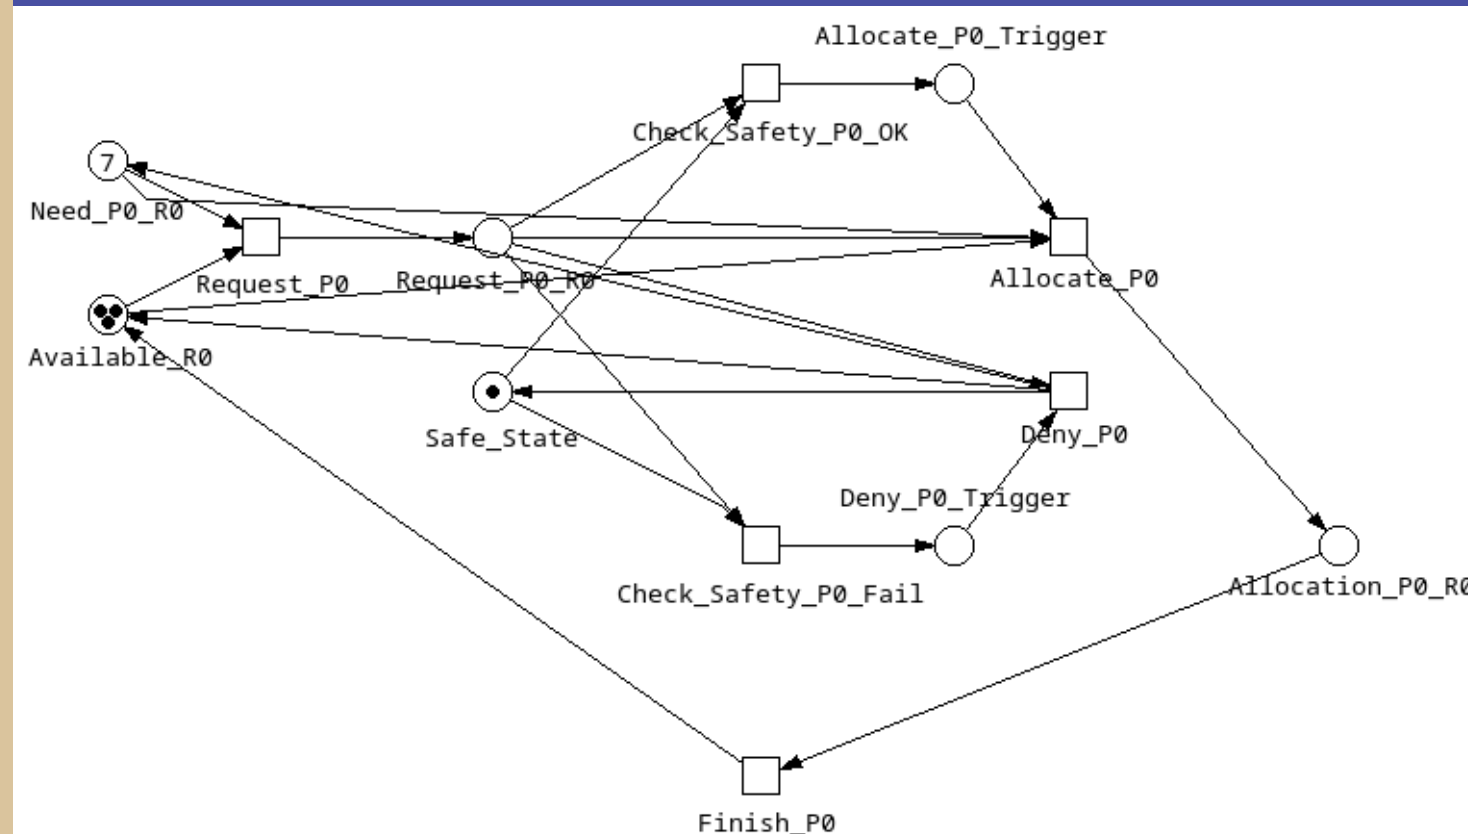 Allocate_P0_Trigger
Check_Safety_P0_OK
7
Need_P0_R0
Request_P0
Request_P0_R0
Allocate_P0
Available_R0
Safe_State
Deny_P0
Deny_P0_Trigger
Allocation_P0_R0
Check_Safety_P0_Fail
Finish_P0